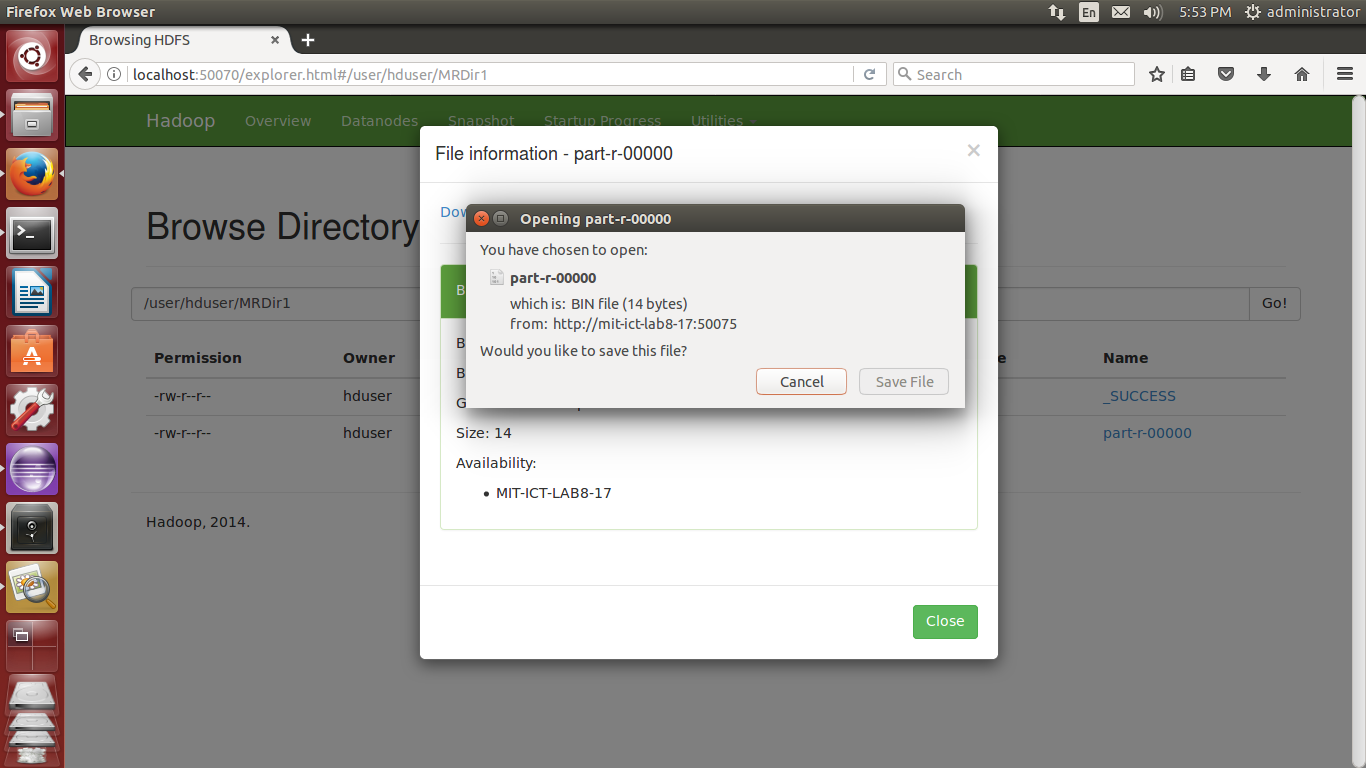 Firefox Web Browser
En
5:53 PM
administrator
Browsing HDFS
localhost:50070/explorer.html#/user/hduser/MRDir1
Search
Hadoop
Overview
Datanodes
Snapshot
Startup Progress
Utilities
File information - part-r-00000
×
Opening part-r-00000
You have chosen to open:
part-r-00000
which is: BIN file (14 bytes)
from: http://mit-ict-lab8-17:50075
Would you like to save this file?
Cancel
Save File
Browse Directory
/user/hduser/MRDir1
Go!
Permission
Owner
Name
-rw-r--r--
hduser
_SUCCESS
-rw-r--r--
hduser
part-r-00000
Size: 14
Availability:
• MIT-ICT-LAB8-17
Hadoop, 2014.
Close